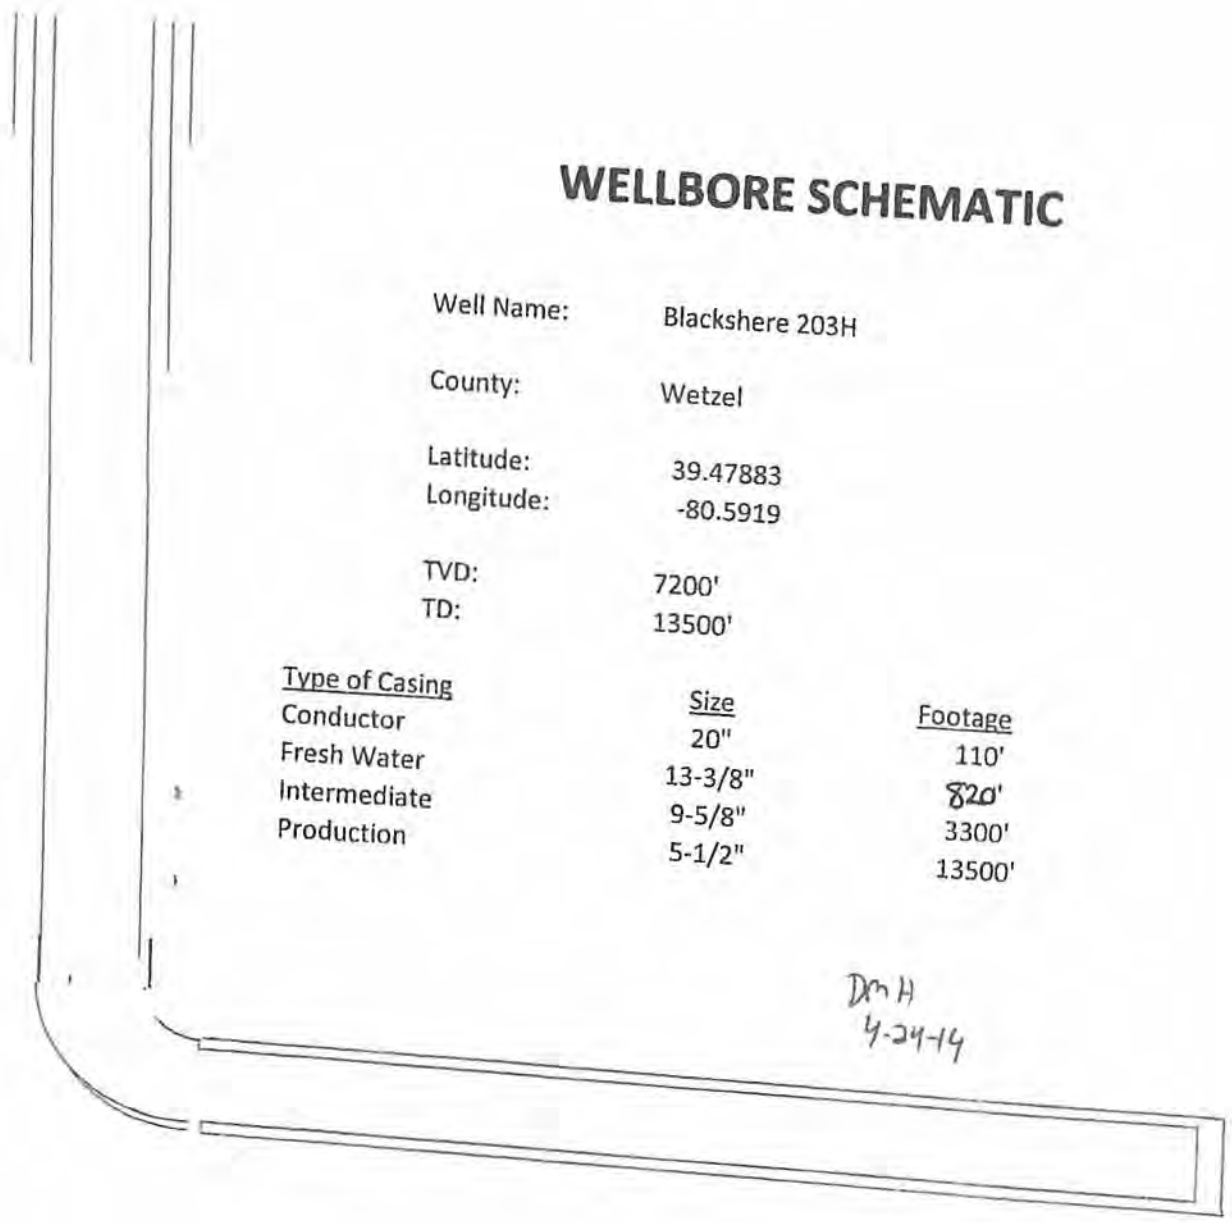 WELLBORE SCHEMATIC
Well Name: Blackshere 203H
County: Wetzel
Latitude: 39.47883
Longitude: -80.5919
TVD: 7200'
TD: 13500'
Type of Casing Size Footage
Conductor 20" 110'
Fresh Water 13-3/8" 820'
Intermediate 9-5/8" 3300'
Production 5-1/2" 13500'
DmH
4-24-14